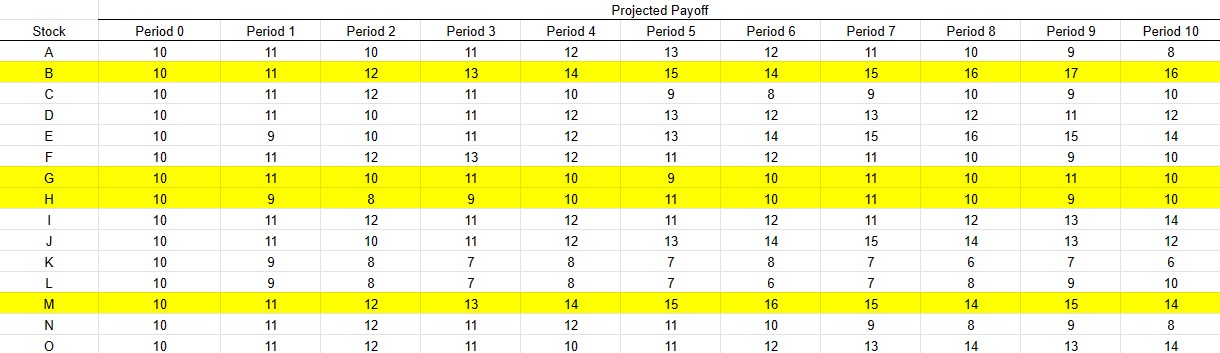 Projected Payoff
Stock Period 0 Period 1 Period 2 Period 3 Period 4 Period 5 Period 6 Period 7 Period 8 Period 9 Period 10
A 10 11 10 11 12 13 12 11 10 9 8
B 10 11 12 13 14 15 14 15 16 17 16
C 10 11 12 11 10 9 8 9 10 9 10
D 10 11 10 11 12 13 12 13 12 11 12
E 10 9 10 11 12 13 14 15 16 15 14
F 10 11 12 13 12 11 12 11 10 9 10
G 10 11 10 11 10 9 10 11 10 11 10
H 10 9 8 9 10 11 10 11 10 9 10
I 10 11 12 11 12 11 12 11 12 13 14
J 10 11 10 11 12 13 14 15 14 13 12
K 10 9 8 7 8 7 8 7 6 7 6
L 10 9 8 7 8 7 6 7 8 9 10
M 10 11 12 13 14 15 16 15 14 15 14
N 10 11 12 11 12 11 10 9 8 9 8
O 10 11 12 11 10 11 12 13 14 13 14